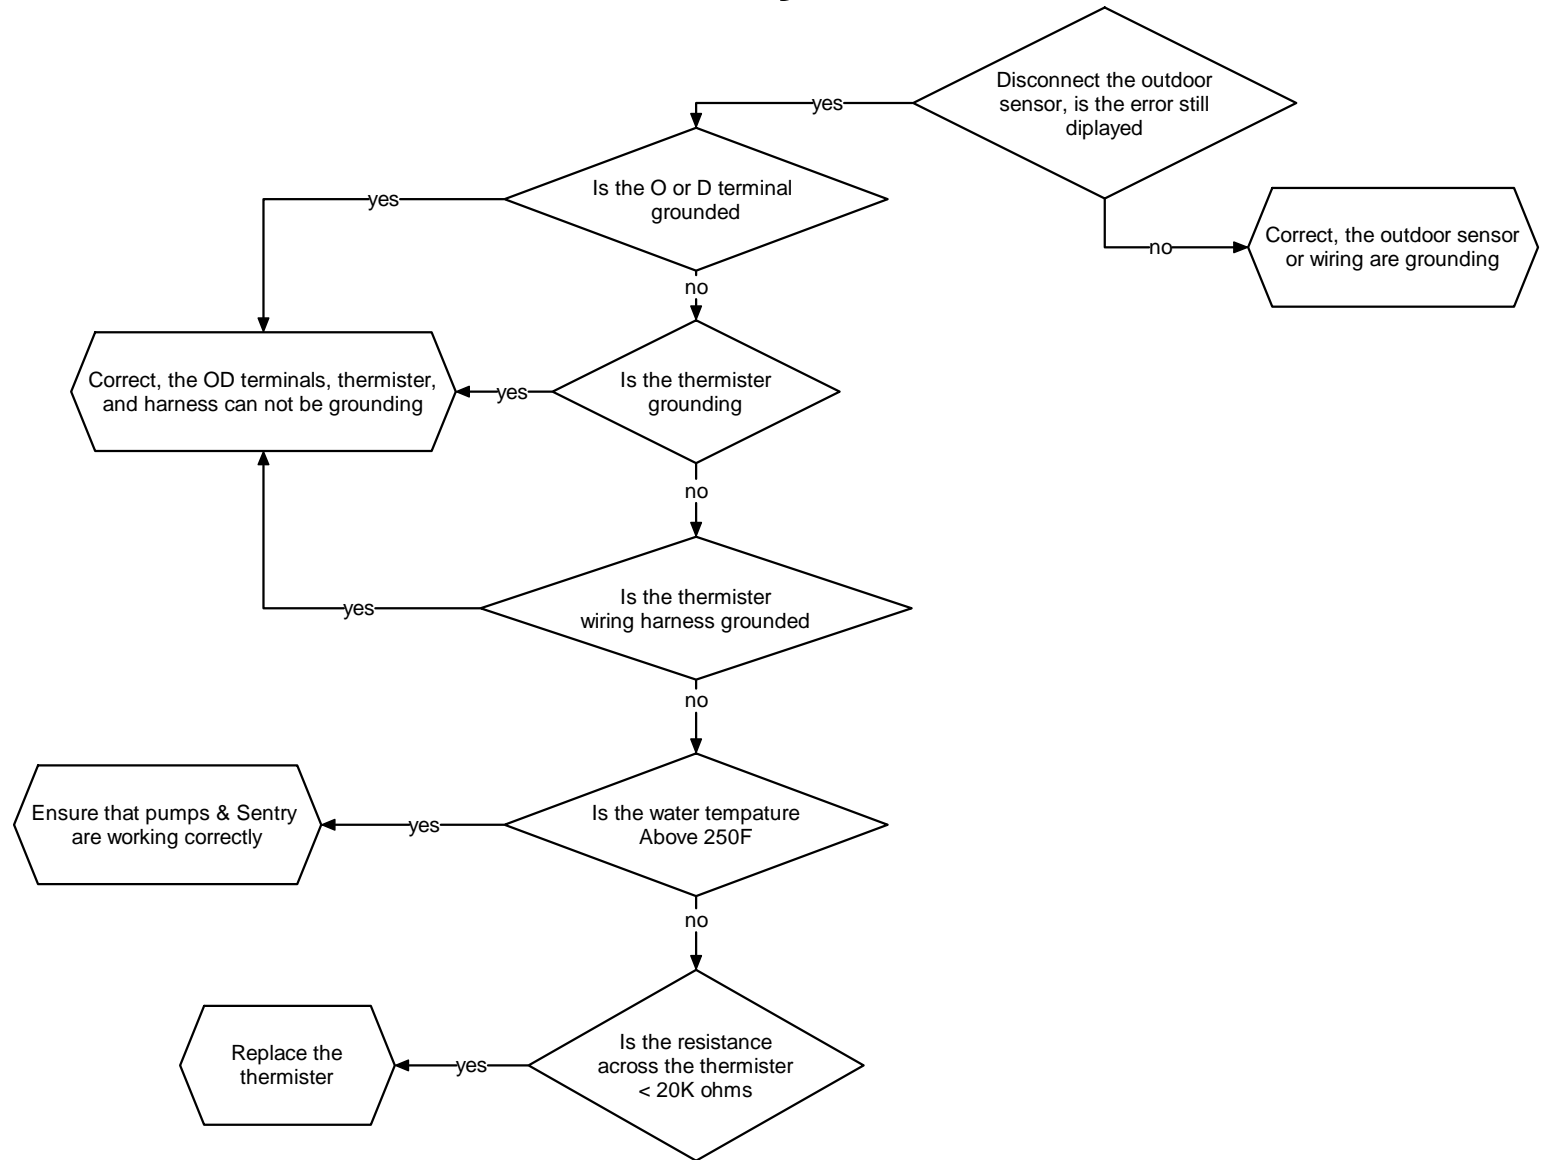 Disconnect the outdoor
sensor, is the error still
diplayed
yes
Is the O or D terminal
grounded
yes
no
Correct, the outdoor sensor
or wiring are grounding
no
Is the thermister
grounding
yes
Correct, the OD terminals, thermister,
and harness can not be grounding
no
Is the thermister
wiring harness grounded
yes
no
Is the water tempature
Above 250F
yes
Ensure that pumps & Sentry
are working correctly
no
Is the resistance
across the thermister
< 20K ohms
yes
Replace the
thermister